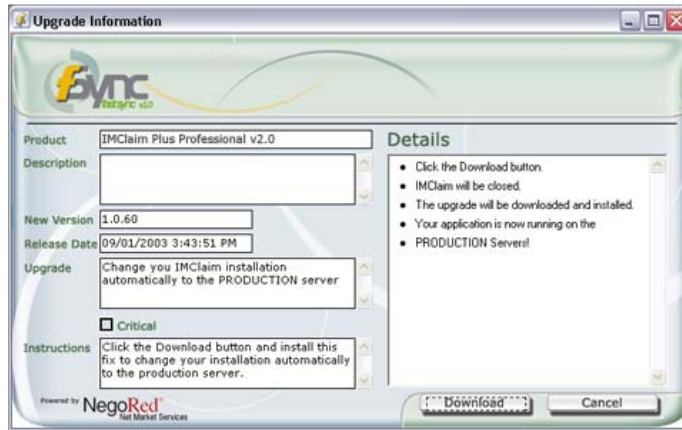 Upgrade Information
fSync
Product
IMClaim Plus Professional v2.0
Description
New Version
1.0.60
Release Date
09/01/2003 3:43:51 PM
Upgrade
Change you IMClaim installation
automatically to the PRODUCTION server
Critical
Instructions
Click the Download button and install this
fix to change your installation automatically
to the production server.
Details
• Click the Download button.
• IMClaim will be closed.
• The upgrade will be downloaded and installed.
• Your application is now running on the
• PRODUCTION Servers!
Powered by NegoRed
Net Market Services
Download
Cancel